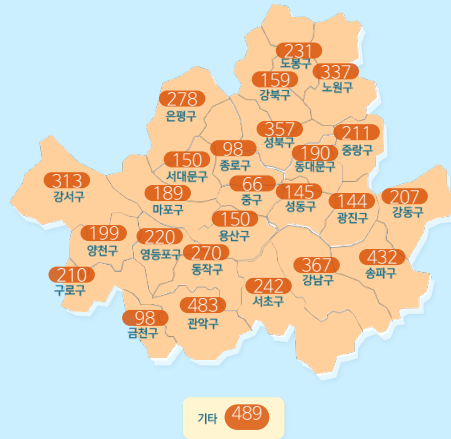 231
도봉구
337
노원구
159
강북구
278
은평구
357
성북구
211
중랑구
98
종로구
190
동대문구
150
서대문구
313
강서구
189
마포구
66
중구
145
성동구
144
광진구
207
강동구
150
용산구
199
양천구
220
영등포구
270
동작구
210
구로구
367
강남구
432
송파구
242
서초구
483
관악구
98
금천구
기타 489